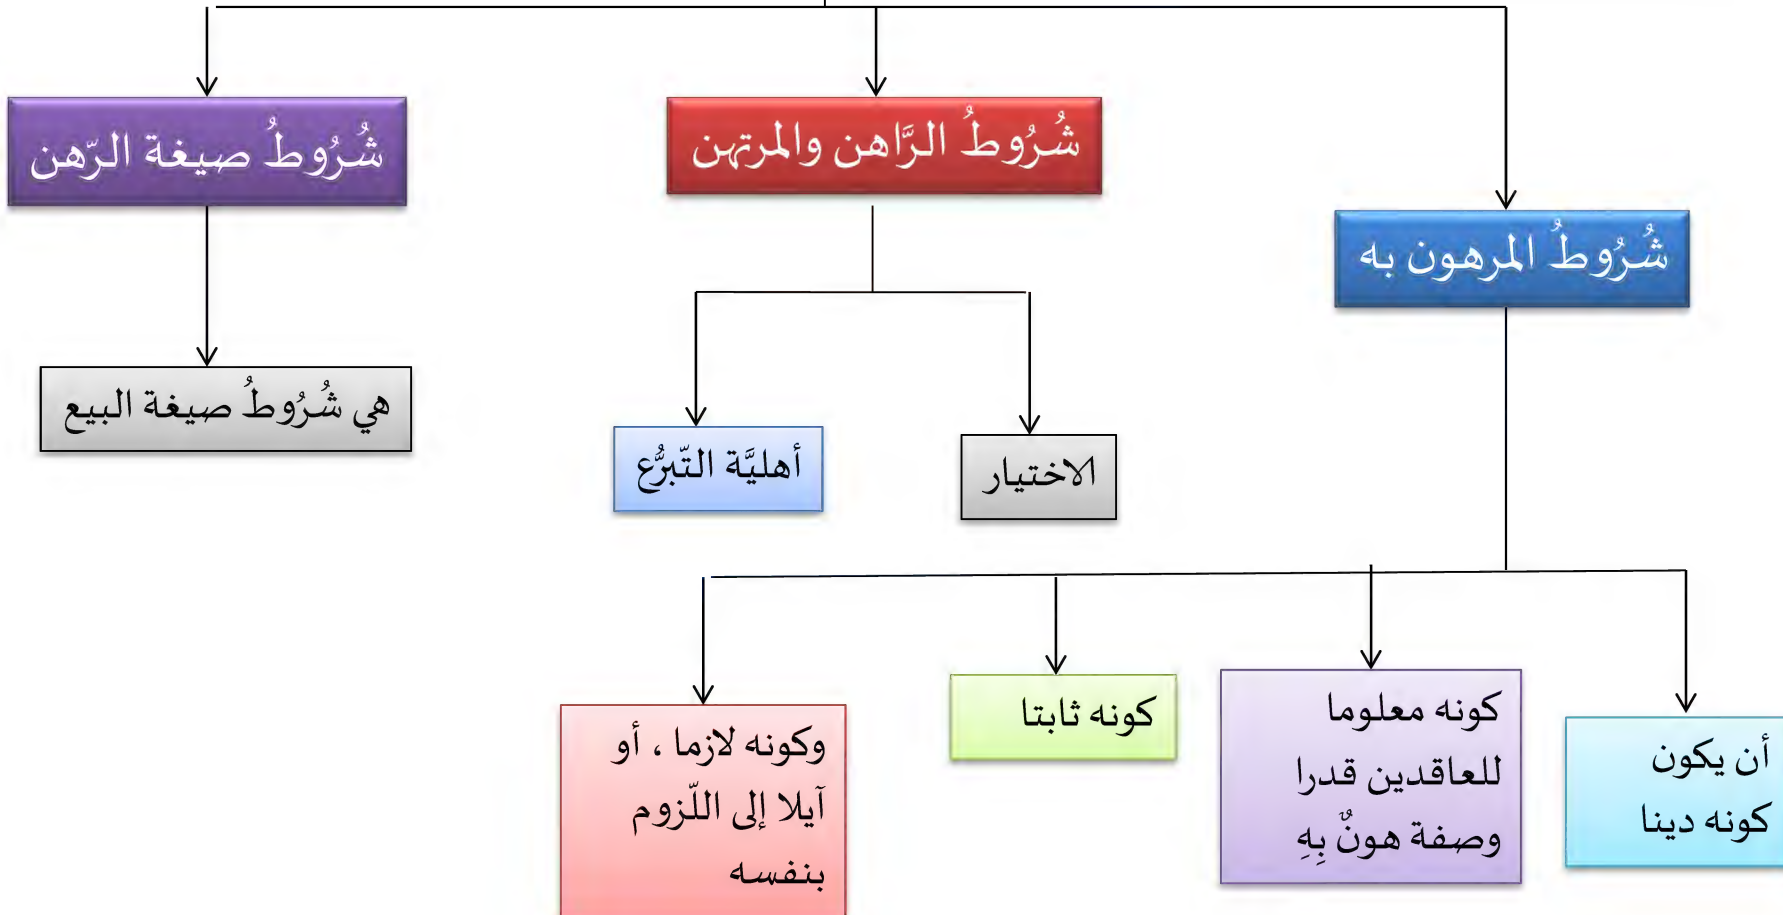 شُرُوطُ المرهون به
شُرُوطُ الرَّاهن والمرتهن
شُرُوطُ صيغة الرّهن
هي شُرُوطُ صيغة البيع
الاختيار
أهليَّة التّبرُّع
أن يكون
كونه دينا
كونه معلوما
للعاقدين قدرا
وصفة هونٌ بِهِ
كونه ثابتا
وكونه لازما ، أو
آيلا إلى اللّزوم
بنفسه